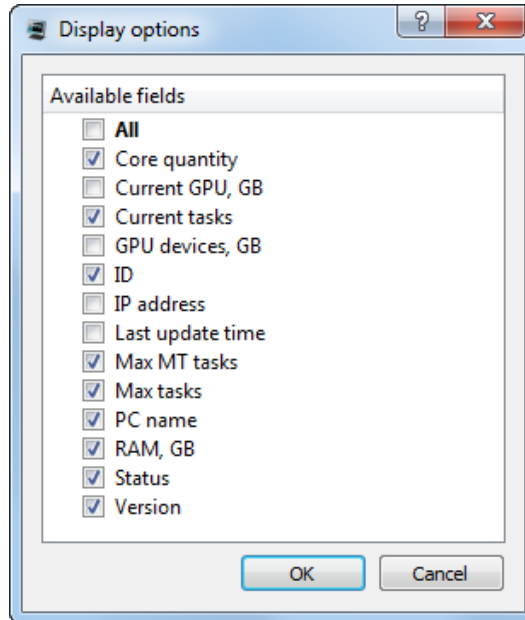 Display options
Available fields
All
Core quantity
Current GPU, GB
Current tasks
GPU devices, GB
ID
IP address
Last update time
Max MT tasks
Max tasks
PC name
RAM, GB
Status
Version
OK Cancel